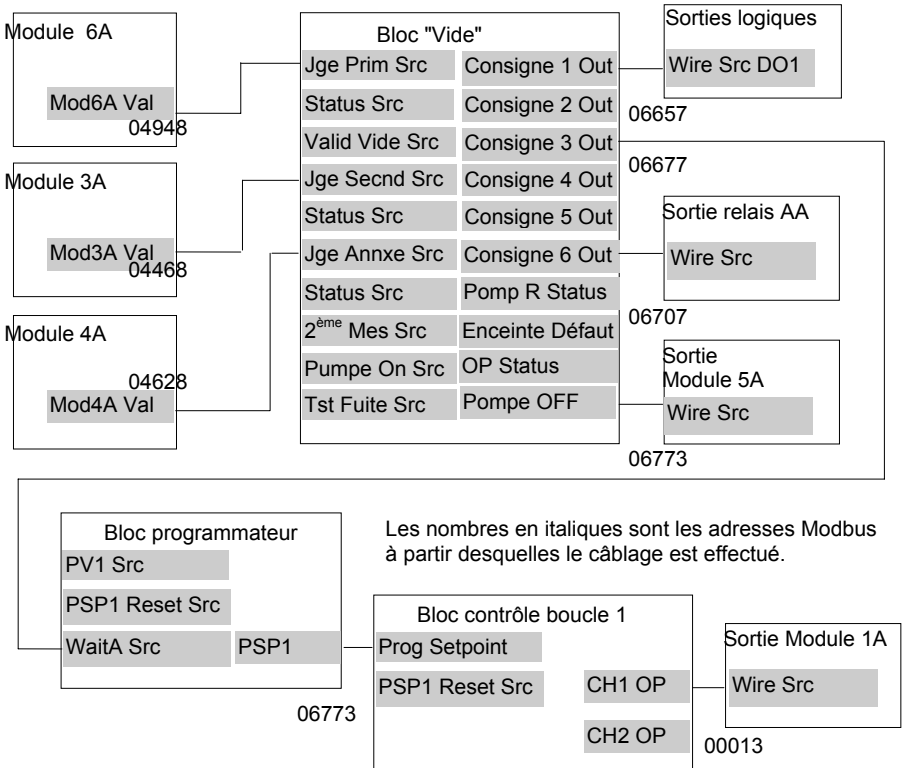 Module 6A
Mod6A Val
04948
Module 3A
Mod3A Val
04468
Module 4A
04628
Mod4A Val
Bloc "Vide"
Jge Prim Src
Consigne 1 Out
Status Src
Consigne 2 Out
Valid Vide Src
Consigne 3 Out
Jge Secnd Src
Consigne 4 Out
Status Src
Consigne 5 Out
Jge Annxe Src
Consigne 6 Out
Status Src
Pomp R Status
2ème Mes Src
Enceinte Défaut
Pumpe On Src
OP Status
Tst Fuite Src
Pompe OFF
Sorties logiques
Wire Src DO1
06657
06677
Sortie relais AA
Wire Src
06707
Sortie
Module 5A
Wire Src
06773
Bloc programmateur
PV1 Src
PSP1 Reset Src
WaitA Src
PSP1
06773
Les nombres en italiques sont les adresses Modbus
à partir desquelles le câblage est effectué.
Bloc contrôle boucle 1
Prog Setpoint
PSP1 Reset Src
CH1 OP
CH2 OP
Sortie Module 1A
Wire Src
00013